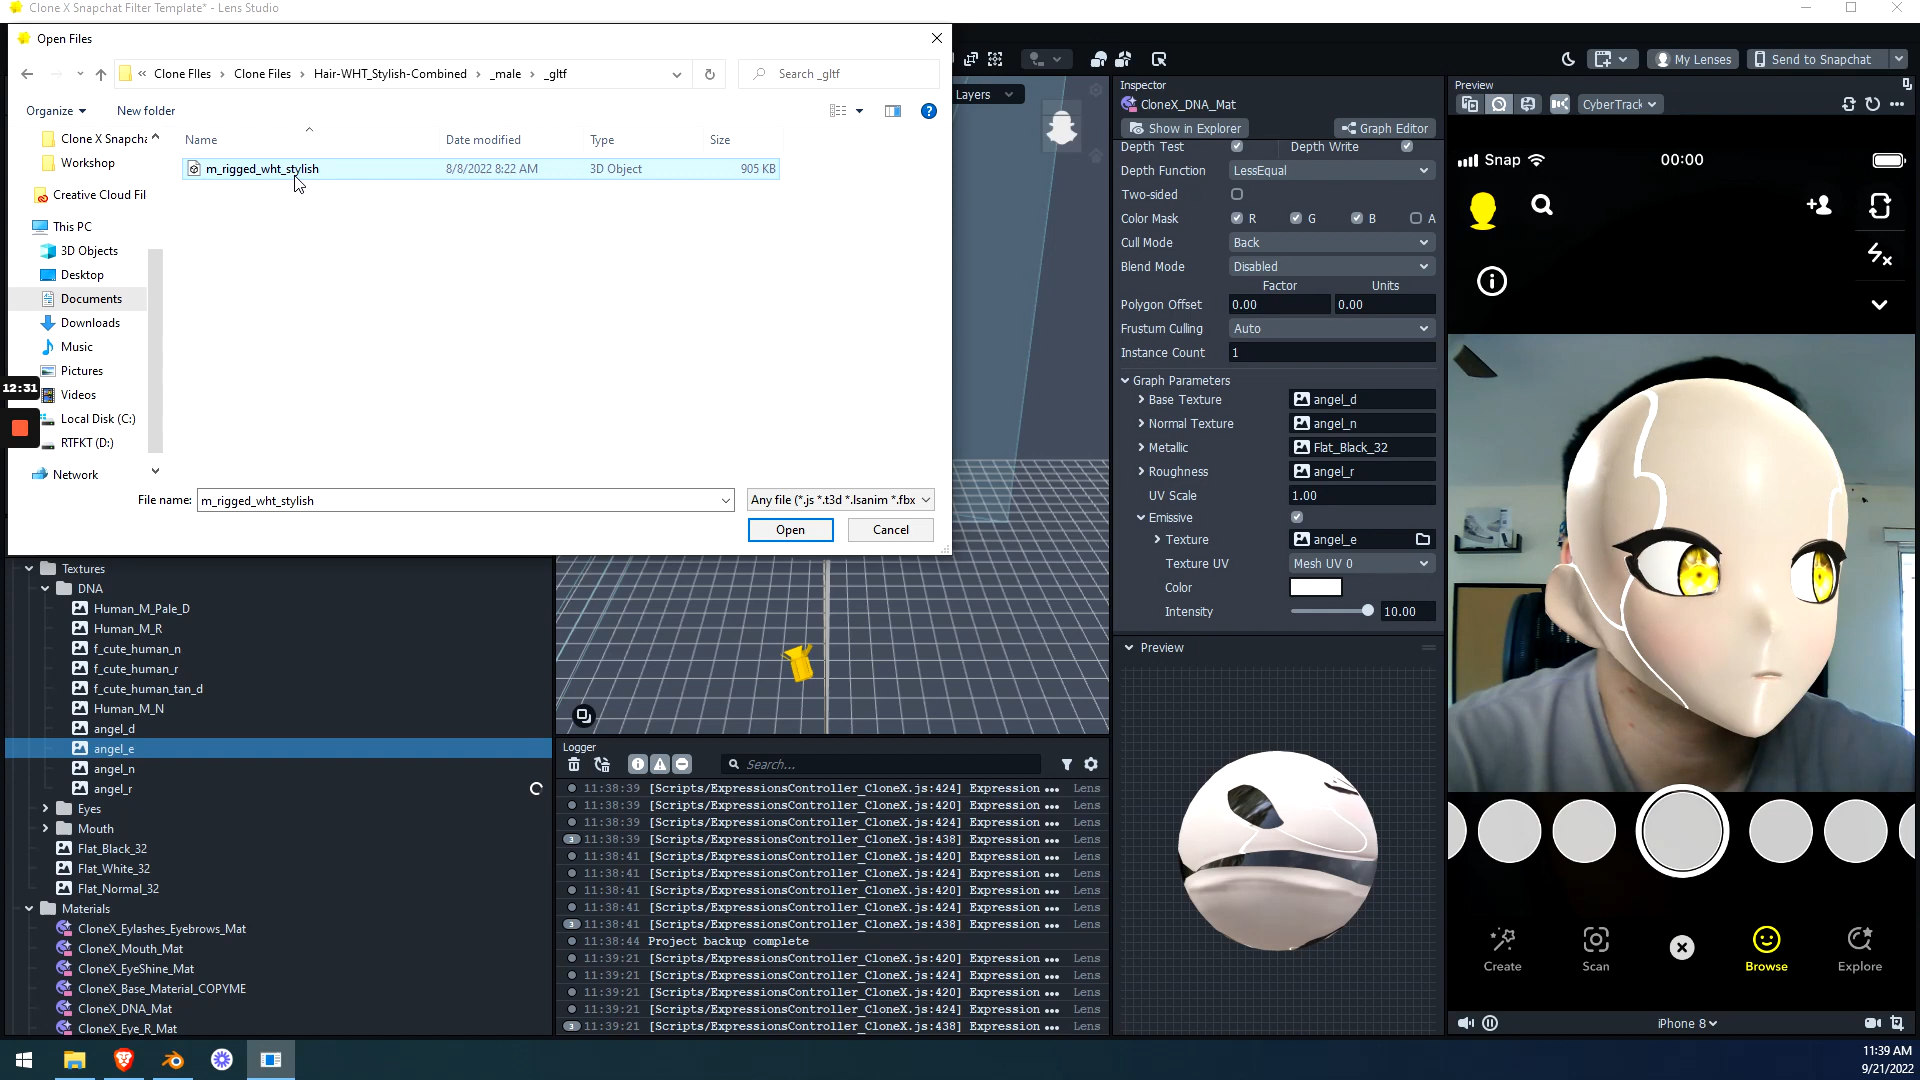 Clone X Snapchat Filter Template* - Lens Studio
Open Files
« Clone FIles › Clone Files › Hair-WHT_Stylish-Combined › _male › _gltf
Search _gltf
Organize
New folder
Clone X Snapcha
Workshop
Creative Cloud Fil
This PC
3D Objects
Desktop
Documents
Downloads
Music
Pictures
Videos
Local Disk (C:)
RTFKT (D:)
Network
Name Date modified Type Size
m_rigged_wht_stylish 8/8/2022 8:22 AM 3D Object 905 KB
12:31
File name: m_rigged_wht_stylish
Any file (*.js *.t3d *.lsanim *.fbx
Open Cancel
Textures
DNA
Human_M_Pale_D
Human_M_R
f_cute_human_n
f_cute_human_r
f_cute_human_tan_d
Human_M_N
angel_d
angel_e
angel_n
angel_r
Eyes
Mouth
Flat_Black_32
Flat_White_32
Flat_Normal_32
Materials
CloneX_Eylashes_Eyebrows_Mat
CloneX_Mouth_Mat
CloneX_EyeShine_Mat
CloneX_Base_Material_COPYME
CloneX_DNA_Mat
CloneX_Eye_R_Mat
Layers
Logger
Search...
11:38:39 [Scripts/ExpressionsController_CloneX.js:424] Expression ••• Lens
11:38:39 [Scripts/ExpressionsController_CloneX.js:420] Expression ••• Lens
11:38:39 [Scripts/ExpressionsController_CloneX.js:424] Expression ••• Lens
3 11:38:39 [Scripts/ExpressionsController_CloneX.js:438] Expression ••• Lens
11:38:41 [Scripts/ExpressionsController_CloneX.js:420] Expression ••• Lens
11:38:41 [Scripts/ExpressionsController_CloneX.js:424] Expression ••• Lens
11:38:41 [Scripts/ExpressionsController_CloneX.js:420] Expression ••• Lens
11:38:41 [Scripts/ExpressionsController_CloneX.js:424] Expression ••• Lens
3 11:38:41 [Scripts/ExpressionsController_CloneX.js:438] Expression ••• Lens
11:38:44 Project backup complete
11:39:21 [Scripts/ExpressionsController_CloneX.js:420] Expression ••• Lens
11:39:21 [Scripts/ExpressionsController_CloneX.js:424] Expression ••• Lens
11:39:21 [Scripts/ExpressionsController_CloneX.js:420] Expression ••• Lens
11:39:21 [Scripts/ExpressionsController_CloneX.js:424] Expression ••• Lens
3 11:39:21 [Scripts/ExpressionsController_CloneX.js:438] Expression ••• Lens
My Lenses
Send to Snapchat
Inspector
CloneX_DNA_Mat
Show in Explorer
Graph Editor
Depth Test Depth Write
Depth Function LessEqual
Two-sided
Color Mask R G B A
Cull Mode Back
Blend Mode Disabled
Factor Units
Polygon Offset 0.00 0.00
Frustum Culling Auto
Instance Count 1
Graph Parameters
Base Texture angel_d
Normal Texture angel_n
Metallic Flat_Black_32
Roughness angel_r
UV Scale 1.00
Emissive
Texture angel_e
Texture UV Mesh UV 0
Color
Intensity 10.00
Preview
Preview
CyberTrack
Snap 00:00
Create
Scan
Browse
Explore
iPhone 8
11:39 AM
9/21/2022